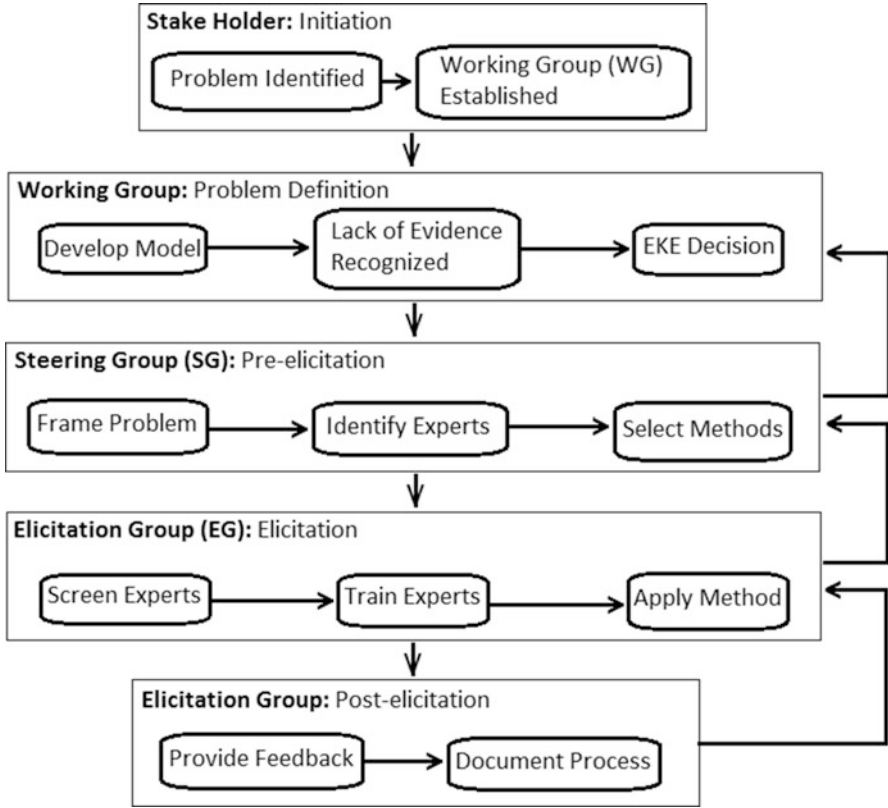 Stake Holder: Initiation
Problem Identified
Working Group (WG)
Established
Working Group: Problem Definition
Develop Model
Lack of Evidence
Recognized
EKE Decision
Steering Group (SG): Pre-elicitation
Frame Problem
Identify Experts
Select Methods
Elicitation Group (EG): Elicitation
Screen Experts
Train Experts
Apply Method
Elicitation Group: Post-elicitation
Provide Feedback
Document Process